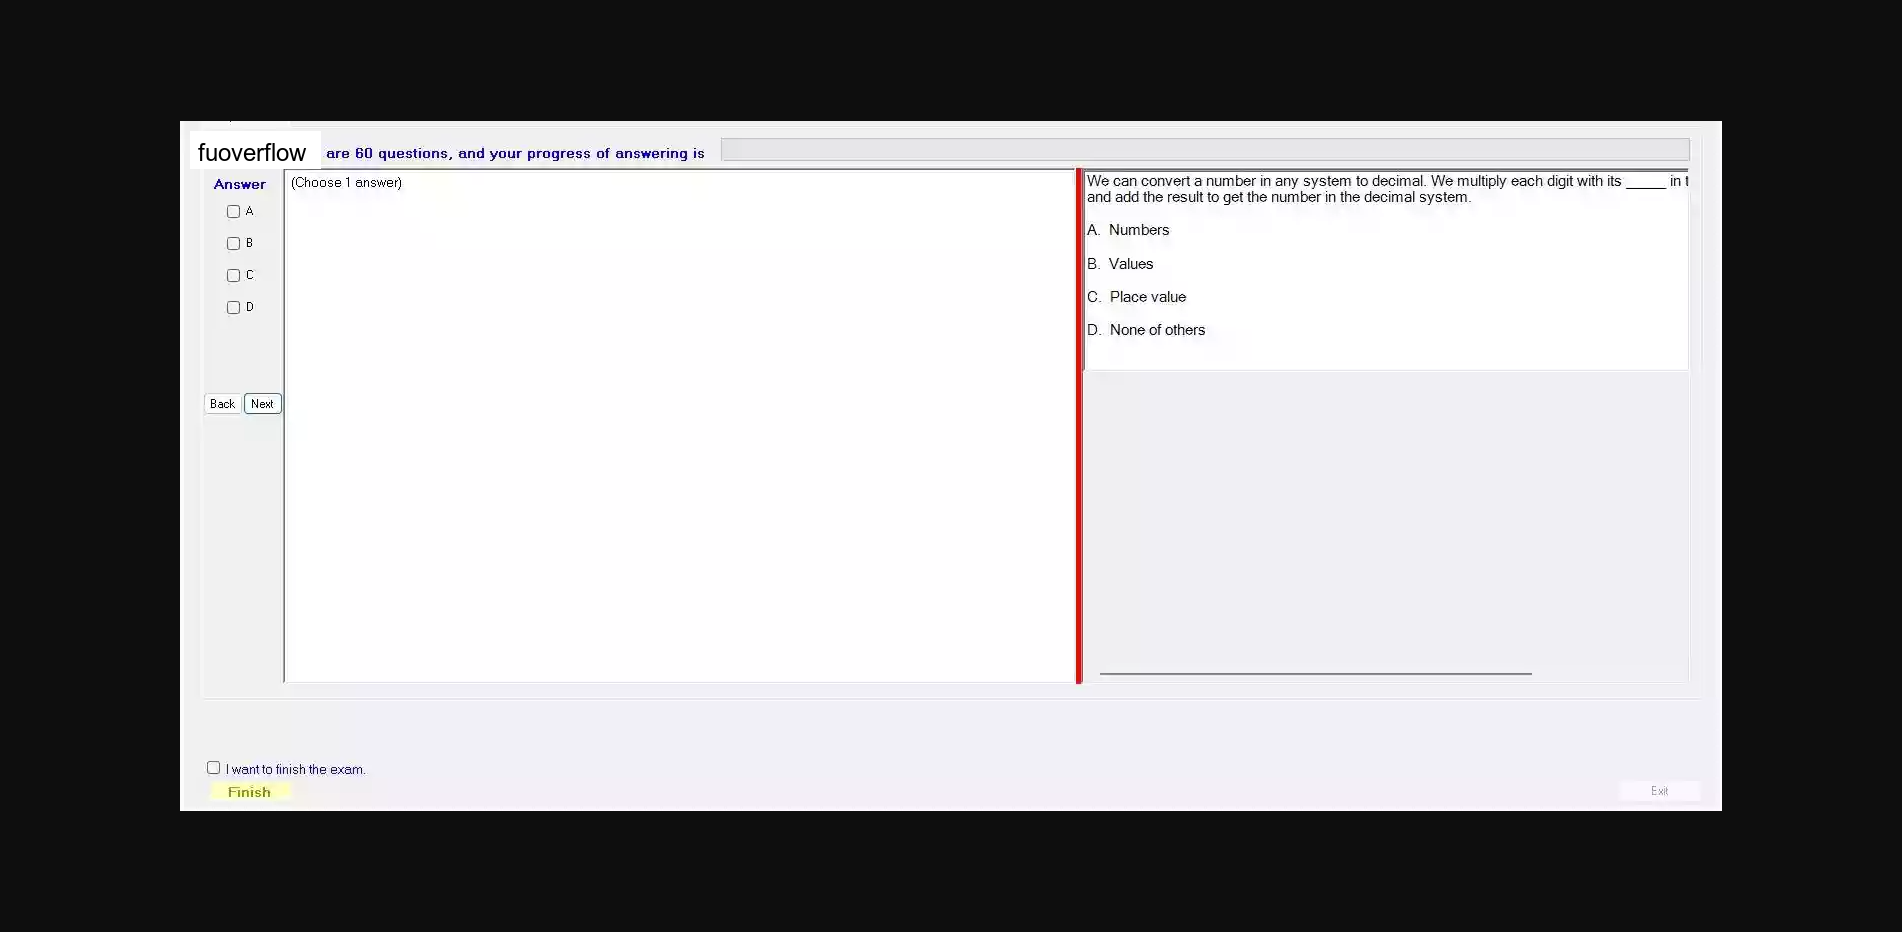 fuoverflow are 60 questions, and your progress of answering is
Answer
(Choose 1 answer)
A
B
C
D
Back Next
We can convert a number in any system to decimal. We multiply each digit with its _____ in
and add the result to get the number in the decimal system.
A. Numbers
B. Values
C. Place value
D. None of others
I want to finish the exam.
Finish
Exit